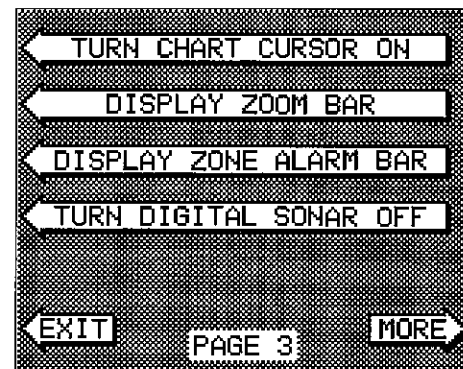 TURN CHART CURSOR ON
DISPLAY ZOOM BAR
DISPLAY ZONE ALARM BAR
TURN DIGITAL SONAR OFF
EXIT
PAGE 3
MORE